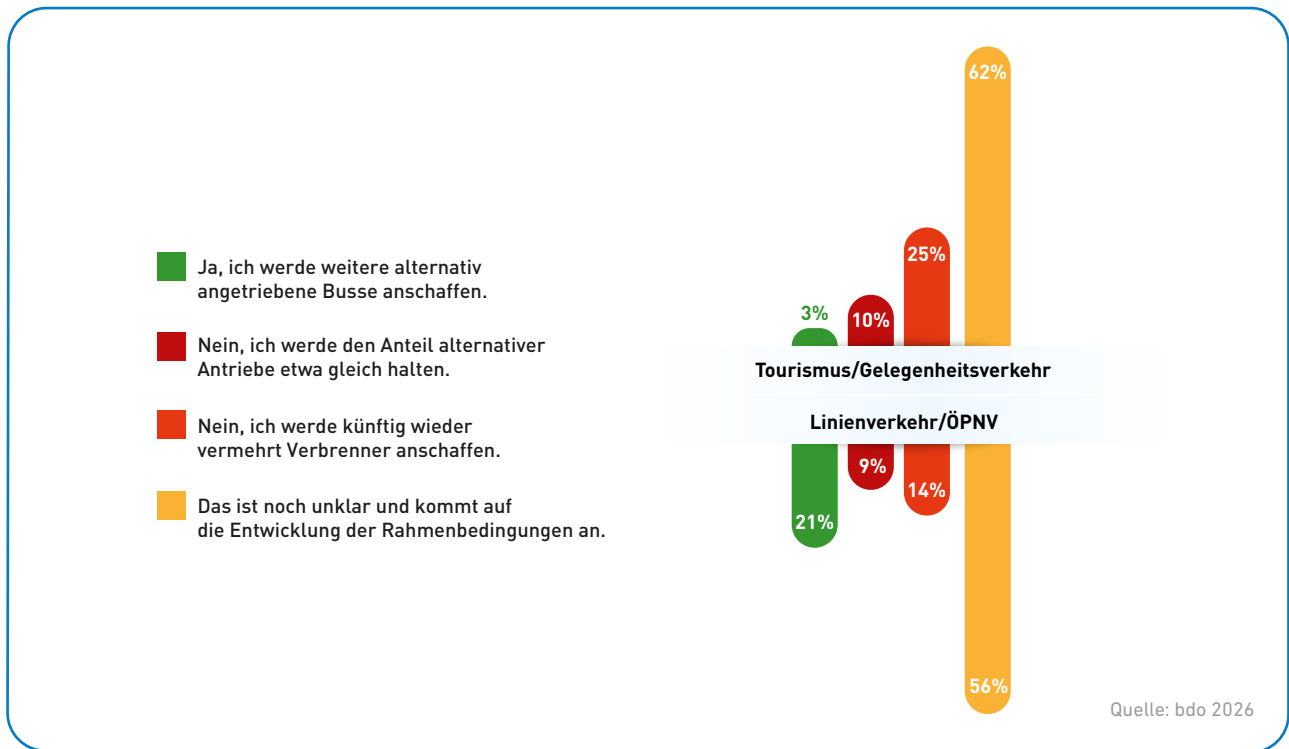 Ja, ich werde weitere alternativ
angetriebene Busse anschaffen.
Nein, ich werde den Anteil alternativer
Antriebe etwa gleich halten.
Nein, ich werde künftig wieder
vermehrt Verbrenner anschaffen.
Das ist noch unklar und kommt auf
die Entwicklung der Rahmenbedingungen an.
62%
25%
3%
10%
Tourismus/Gelegenheitsverkehr
Linienverkehr/ÖPNV
9%
14%
21%
56%
Quelle: bdo 2026